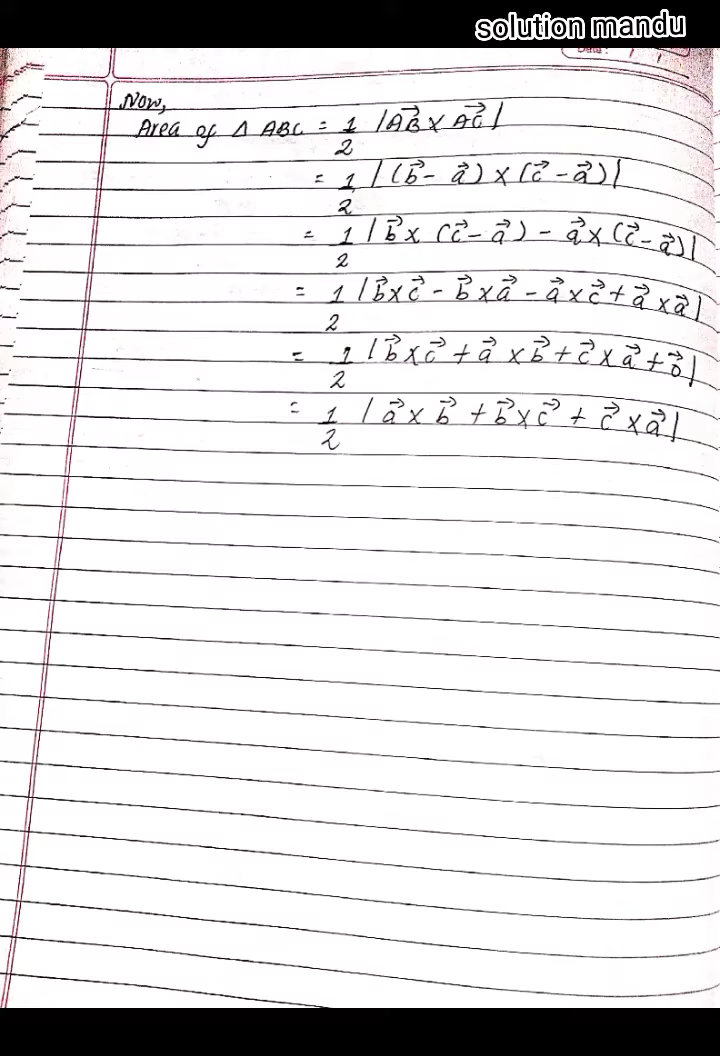 solution mandu
Date:
Now,
Area of Δ ABC = 1/2 |A⃗B⃗ × A⃗C⃗|
= 1/2 |(b⃗ - a⃗) × (c⃗ - a⃗)|
= 1/2 |b⃗ × (c⃗ - a⃗) - a⃗ × (c⃗ - a⃗)|
= 1/2 |b⃗ × c⃗ - b⃗ × a⃗ - a⃗ × c⃗ + a⃗ × a⃗|
= 1/2 |b⃗ × c⃗ + a⃗ × b⃗ + c⃗ × a⃗ + 0⃗|
= 1/2 |a⃗ × b⃗ + b⃗ × c⃗ + c⃗ × a⃗|